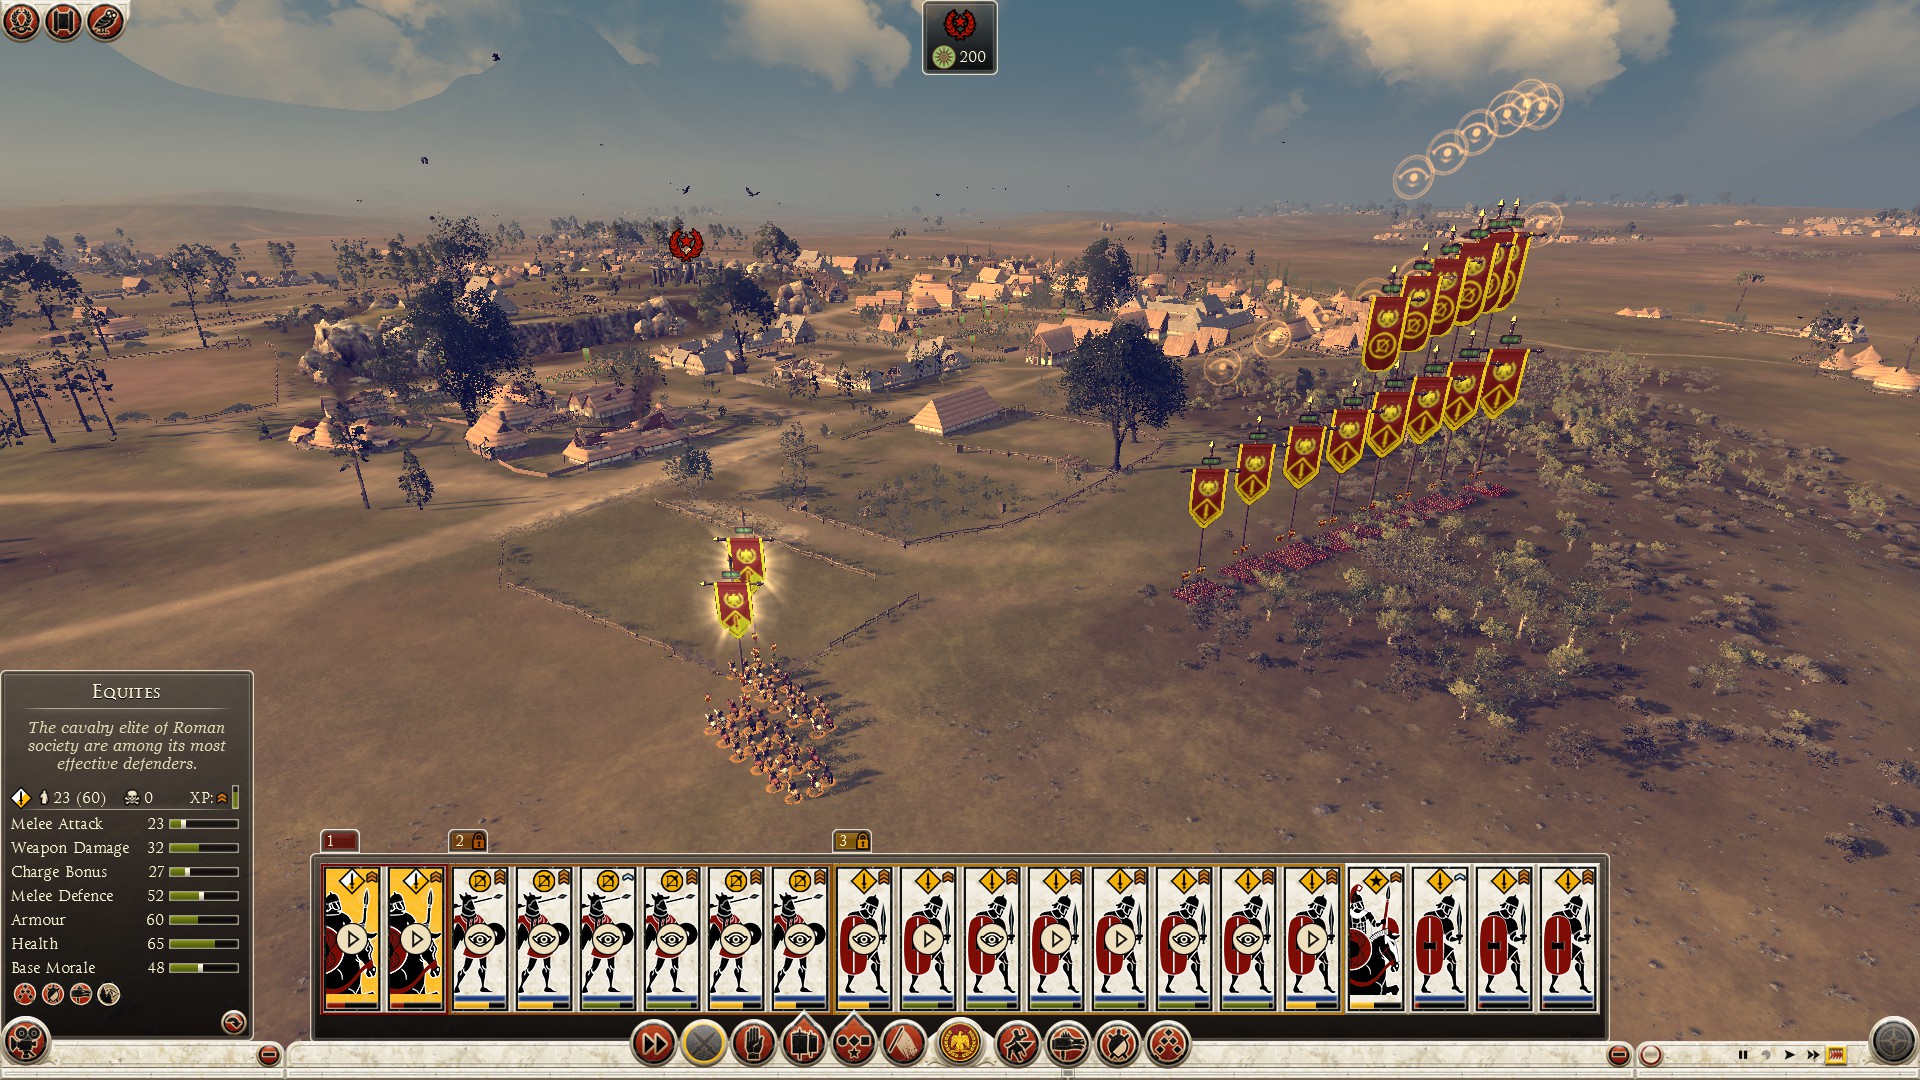 200
Equites
The cavalry elite of Roman
society are among its most
effective defenders.
23 (60) 0 XP:
Melee Attack 23
Weapon Damage 32
Charge Bonus 27
Melee Defence 52
Armour 60
Health 65
Base Morale 48
1 2 3